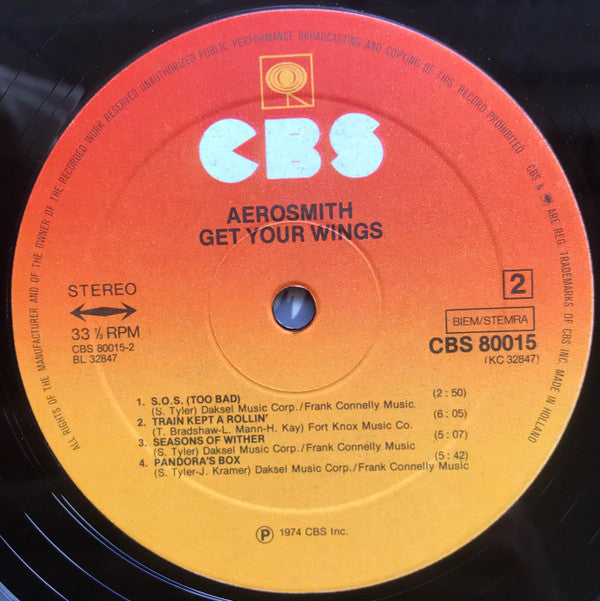 ALL RIGHTS OF THE MANUFACTURER AND OF THE OWNER OF THE RECORDED WORK RESERVED UNAUTHORIZED PUBLIC PERFORMANCE BROADCASTING AND COPYING OF THIS RECORD PROHIBITED
CBS & ARE REG. TRADEMARKS OF CBS INC. MADE IN HOLLAND
CBS
AEROSMITH
GET YOUR WINGS
STEREO
33 ⅓ RPM
CBS 80015-2
BL 32847
2
BIEM/STEMRA
CBS 80015
(KC 32847)
1. S.O.S. (TOO BAD) (2 : 50)
(S. Tyler) Daksel Music Corp./Frank Connelly Music
2. TRAIN KEPT A ROLLIN' (6 : 05)
(T. Bradshaw-L. Mann-H. Kay) Fort Knox Music Co.
3. SEASONS OF WITHER (5 : 07)
(S. Tyler) Daksel Music Corp./Frank Connelly Music
4. PANDORA'S BOX (5 : 42)
(S. Tyler-J. Kramer) Daksel Music Corp./Frank Connelly Music
Ⓟ 1974 CBS Inc.